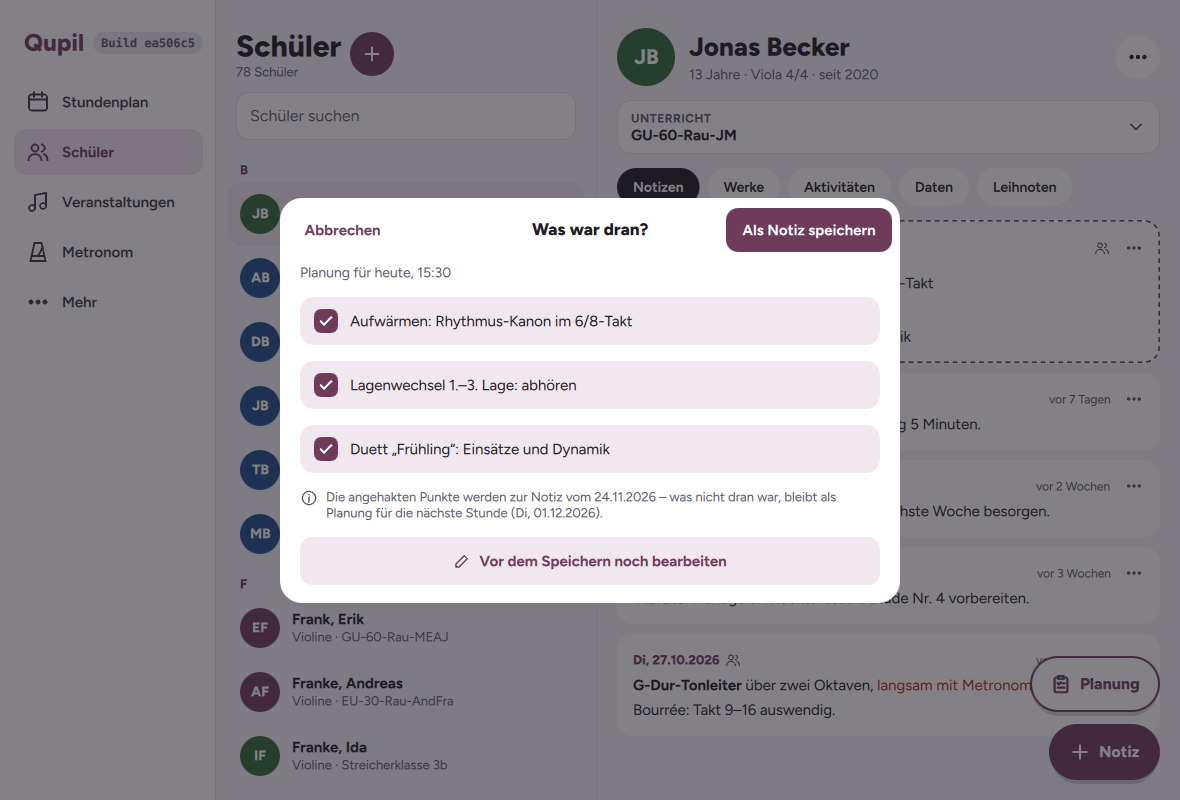 Qupil
Build ea506c5
Stundenplan
Schüler
Veranstaltungen
Metronom
Mehr
Schüler
78 Schüler
Schüler suchen
B
JB
AB
DB
JB
TB
MB
F
EF
Frank, Erik
Violine · GU-60-Rau-MEAJ
AF
Franke, Andreas
Violine · EU-30-Rau-AndFra
IF
Franke, Ida
Violine · Streicherklasse 3b
JB
Jonas Becker
13 Jahre · Viola 4/4 · seit 2020
UNTERRICHT
GU-60-Rau-JM
Notizen
Werke
Aktivitäten
Daten
Leihnoten
-Takt
ik
vor 7 Tagen
5 Minuten.
vor 2 Wochen
Woche besorgen.
vor 3 Wochen
Nr. 4 vorbereiten.
Di, 27.10.2026
G-Dur-Tonleiter über zwei Oktaven, langsam mit Metronom
Bourrée: Takt 9–16 auswendig.
Planung
Notiz
Abbrechen
Was war dran?
Als Notiz speichern
Planung für heute, 15:30
Aufwärmen: Rhythmus-Kanon im 6/8-Takt
Lagenwechsel 1.–3. Lage: abhören
Duett „Frühling“: Einsätze und Dynamik
Die angehakten Punkte werden zur Notiz vom 24.11.2026 – was nicht dran war, bleibt als
Planung für die nächste Stunde (Di, 01.12.2026).
Vor dem Speichern noch bearbeiten